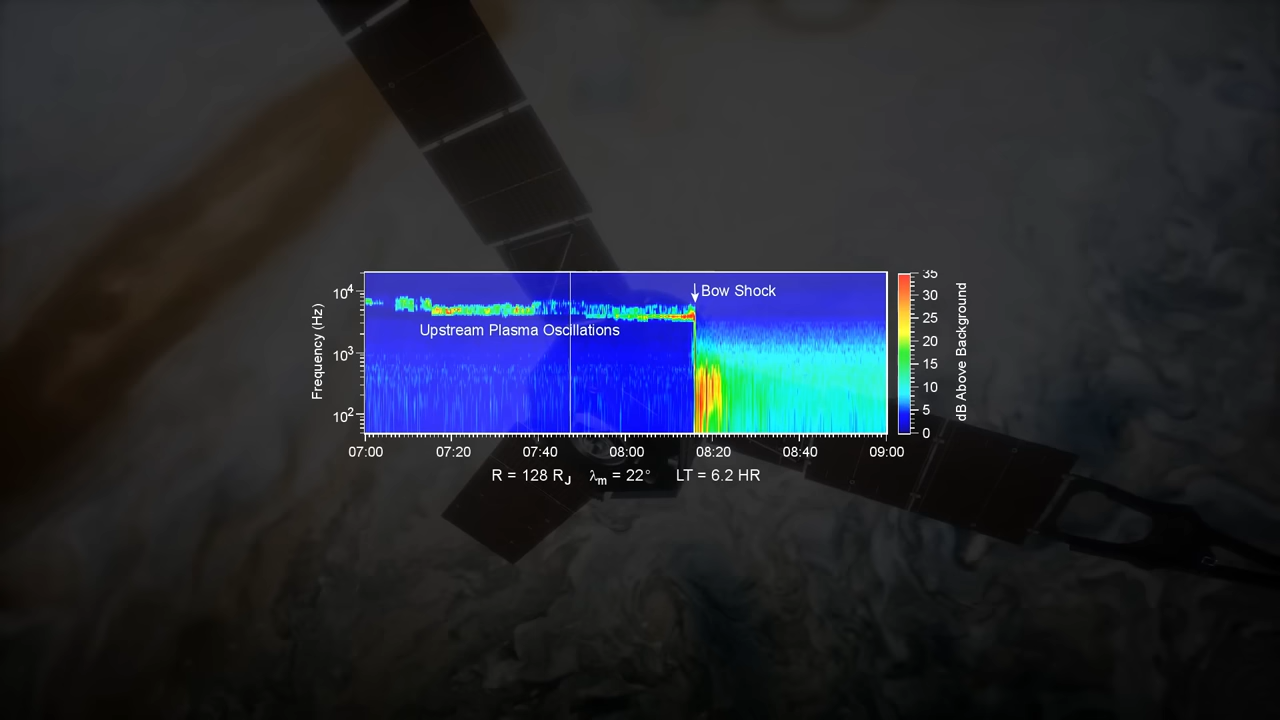 35
10⁴
Bow Shock
30
25
Upstream Plasma Oscillations
20
10³
15
10
10²
5
0
Frequency (Hz)
dB Above Background
07:00 07:20 07:40 08:00 08:20 08:40 09:00
R = 128 R_J λ_m = 22° LT = 6.2 HR